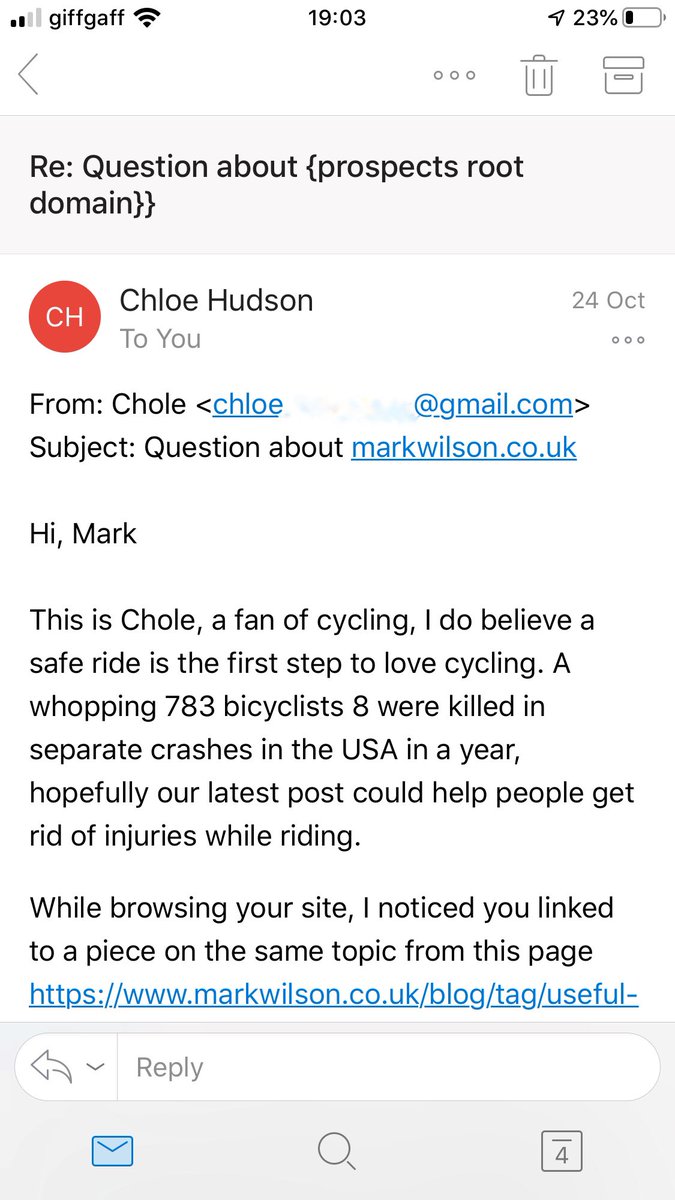 giffgaff 19:03 23%
Re: Question about {prospects root
domain}}
CH
Chloe Hudson
24 Oct
To You
From: Chole <chloe @gmail.com>
Subject: Question about markwilson.co.uk
Hi, Mark
This is Chole, a fan of cycling, I do believe a
safe ride is the first step to love cycling. A
whopping 783 bicyclists 8 were killed in
separate crashes in the USA in a year,
hopefully our latest post could help people get
rid of injuries while riding.
While browsing your site, I noticed you linked
to a piece on the same topic from this page
https://www.markwilson.co.uk/blog/tag/useful-
Reply
4